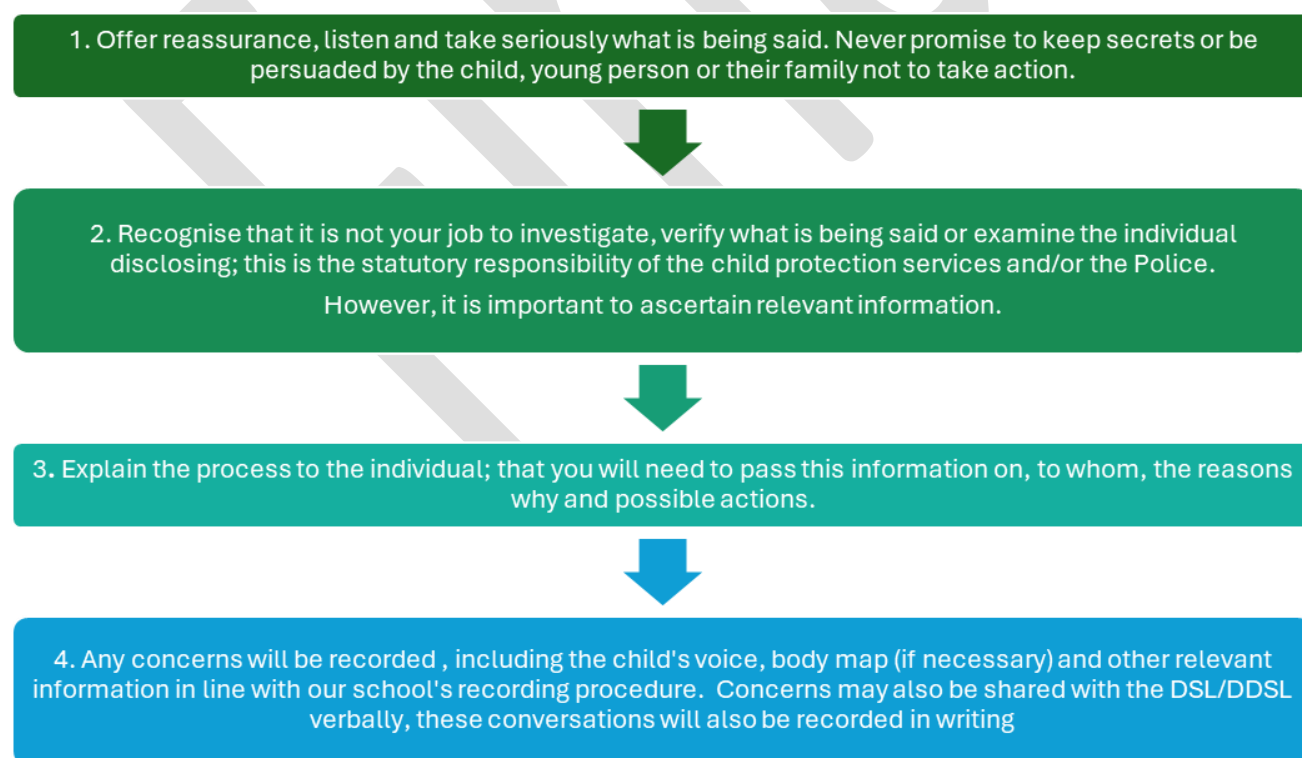 1. Offer reassurance, listen and take seriously what is being said. Never promise to keep secrets or be
persuaded by the child, young person or their family not to take action.
2. Recognise that it is not your job to investigate, verify what is being said or examine the individual
disclosing; this is the statutory responsibility of the child protection services and/or the Police.
However, it is important to ascertain relevant information.
3. Explain the process to the individual; that you will need to pass this information on, to whom, the reasons
why and possible actions.
4. Any concerns will be recorded , including the child's voice, body map (if necessary) and other relevant
information in line with our school's recording procedure.  Concerns may also be shared with the DSL/DDSL
verbally, these conversations will also be recorded in writing